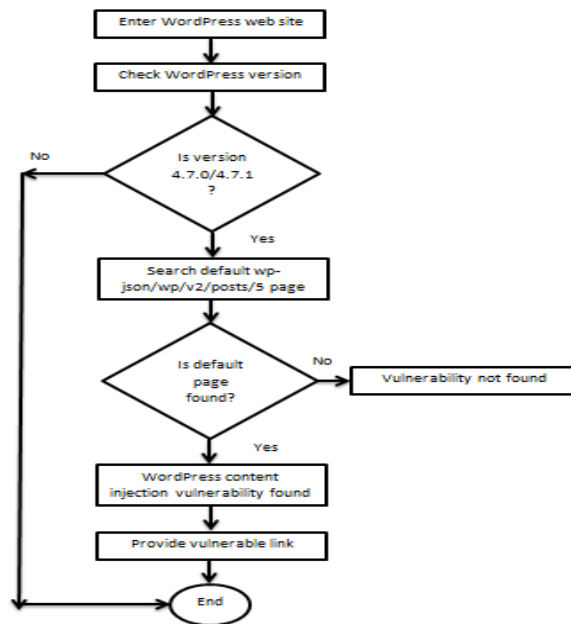 Enter WordPress web site
Check WordPress version
No
Is version
4.7.0/4.7.1
?
Yes
Search default wp-
json/wp/v2/posts/5 page
Is default
page
found?
No
Vulnerability not found
Yes
WordPress content
injection vulnerability found
Provide vulnerable link
End